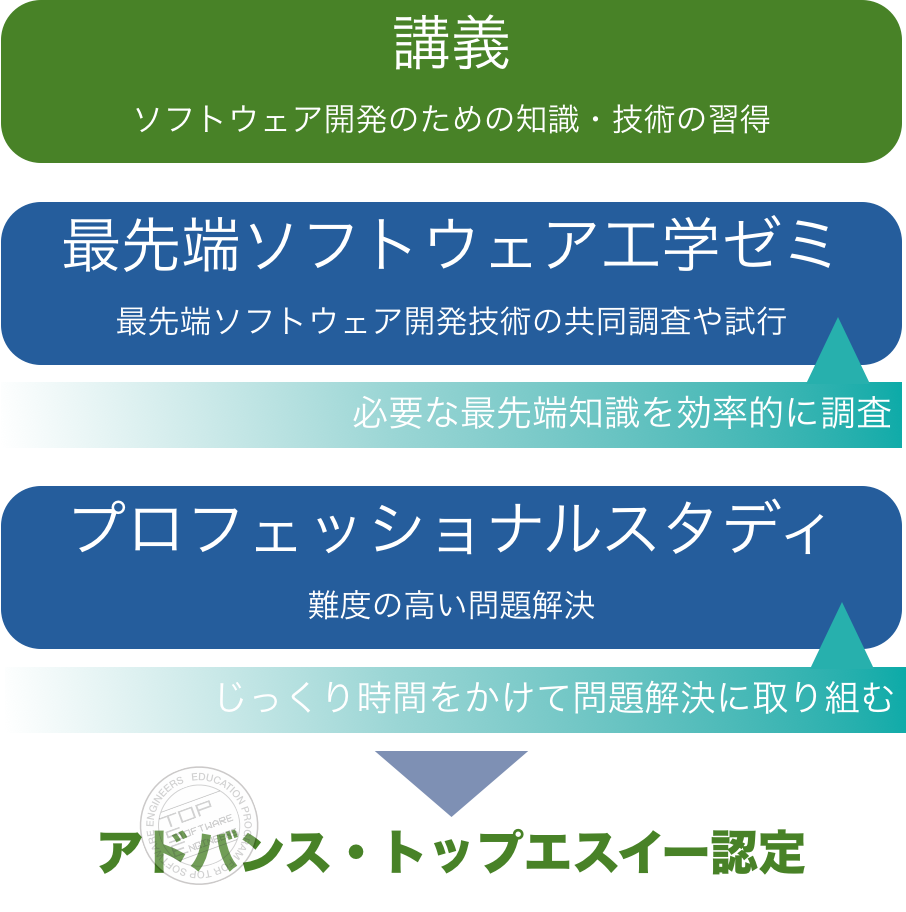 講義
ソフトウェア開発のための知識・技術の習得
最先端ソフトウェア工学ゼミ
最先端ソフトウェア開発技術の共同調査や試行
必要な最先端知識を効率的に調査
プロフェッショナルスタディ
難度の高い問題解決
じっくり時間をかけて問題解決に取り組む
EDUCATION PROGRAM FOR TOP SOFTWARE ENGINEERS
TOP
SOFTWARE
ENGINEERS
アドバンス・トップエスイー認定